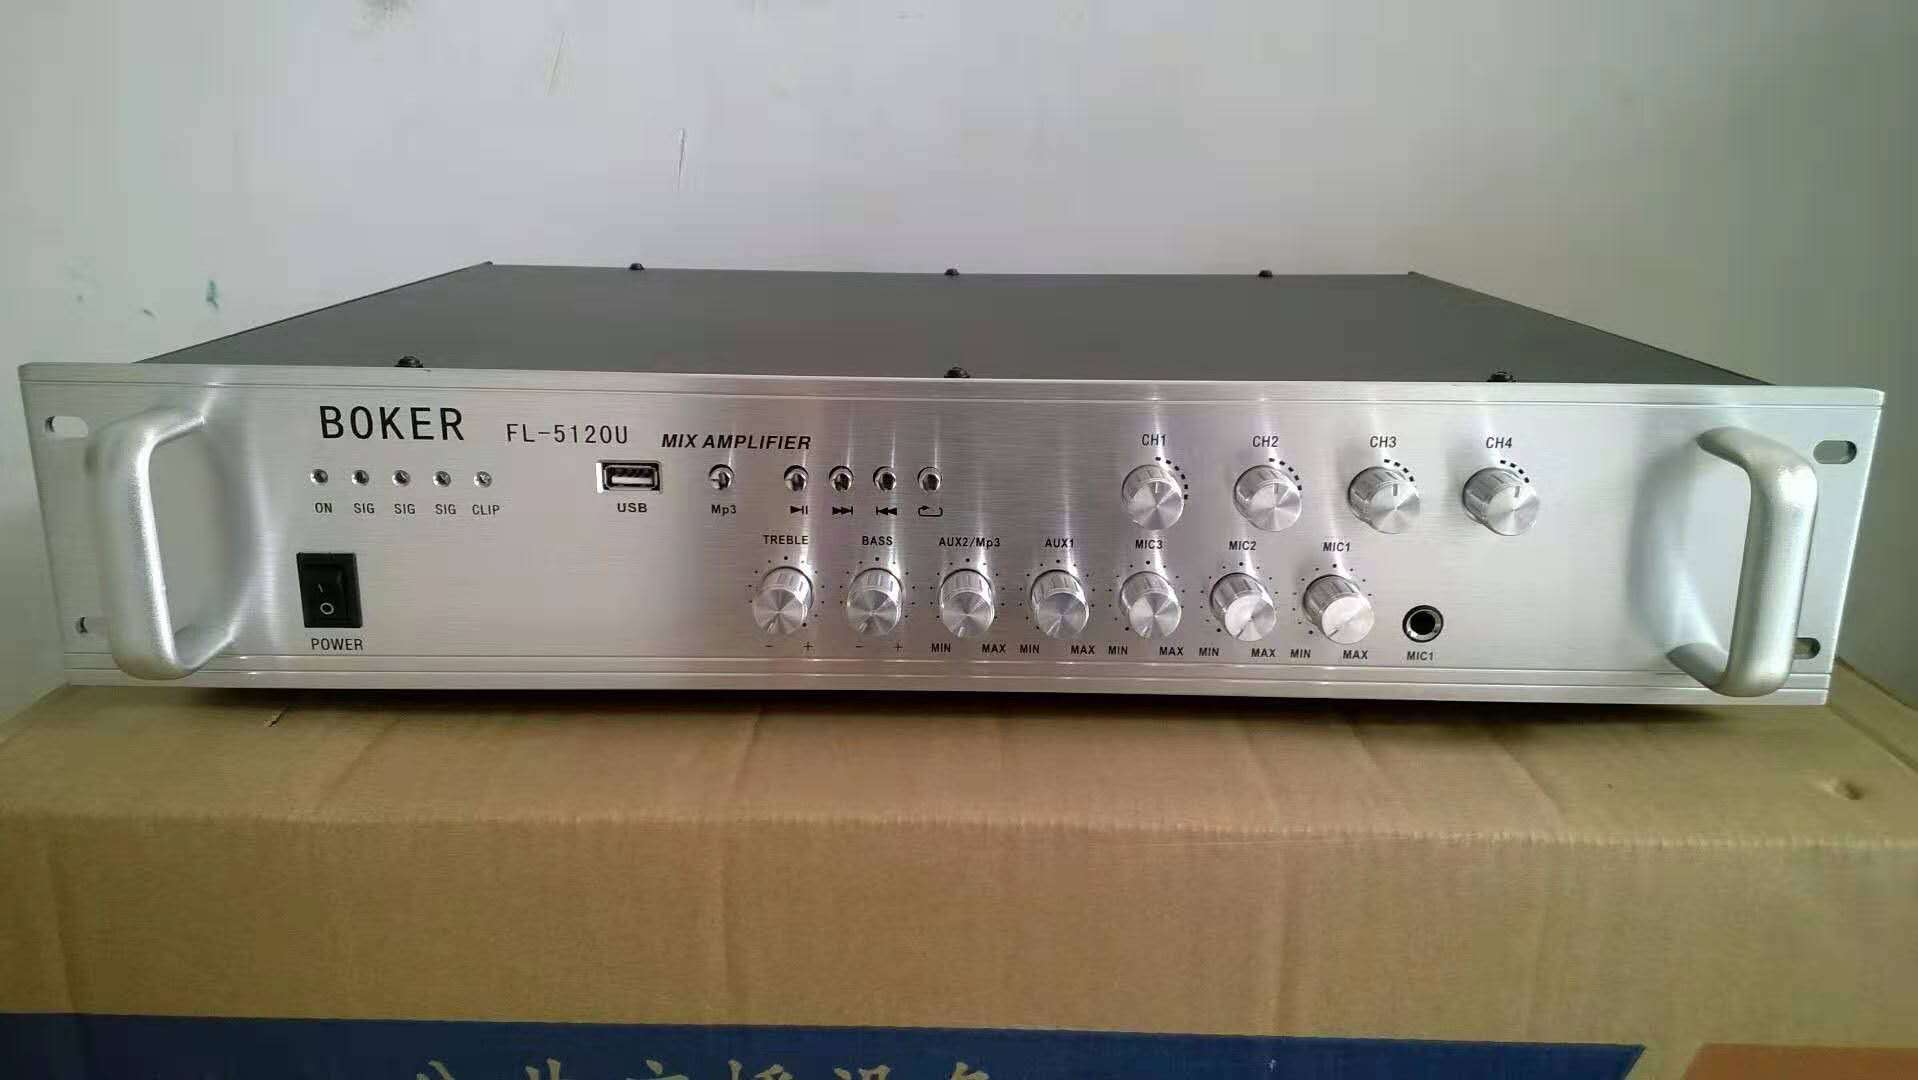 BOKER FL-5120U MIX AMPLIFIER
ON SIG SIG SIG CLIP
USB Mp3
CH1 CH2 CH3 CH4
TREBLE BASS AUX2/Mp3 AUX1 MIC3 MIC2 MIC1
- + - + MIN MAX MIN MAX MIN MAX MIN MAX MIN MAX
POWER
MIC1